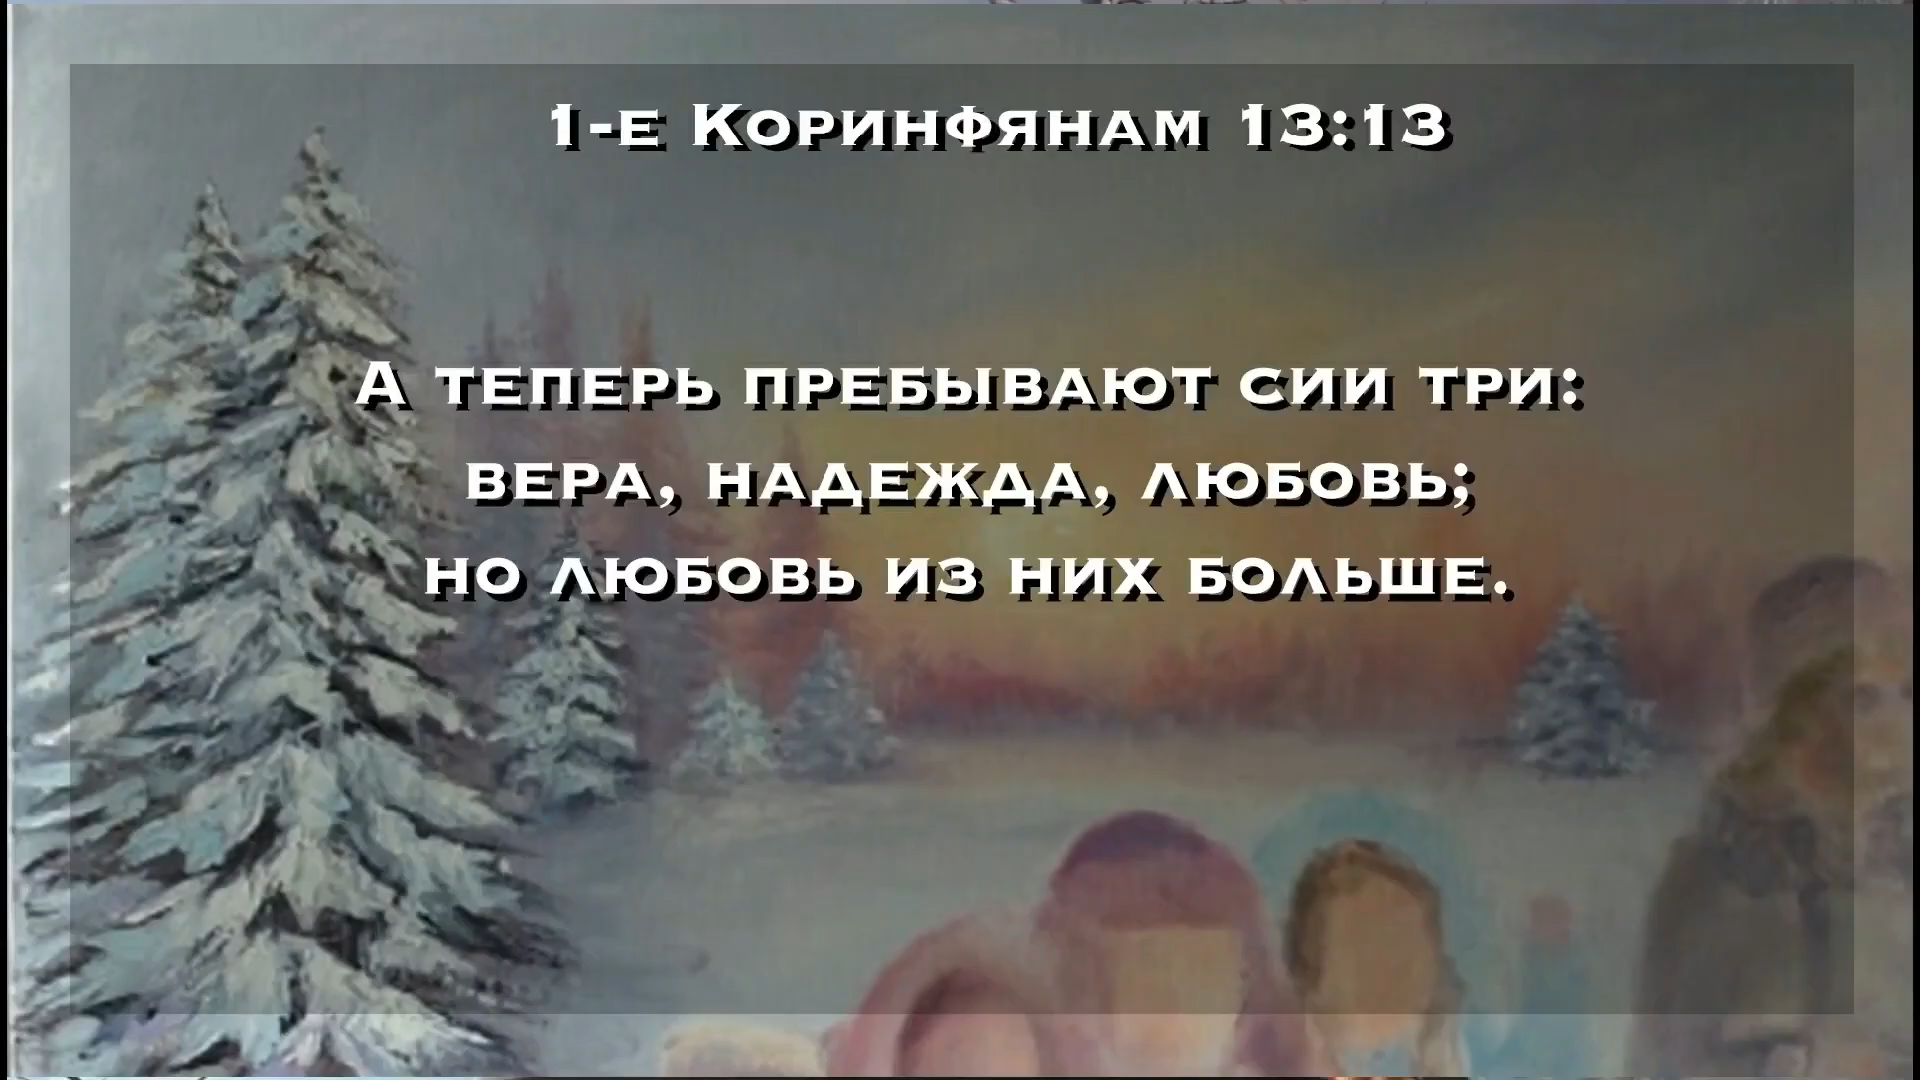 1-е Коринфянам 13:13
А теперь пребывают сии три:
вера, надежда, любовь;
но любовь из них больше.